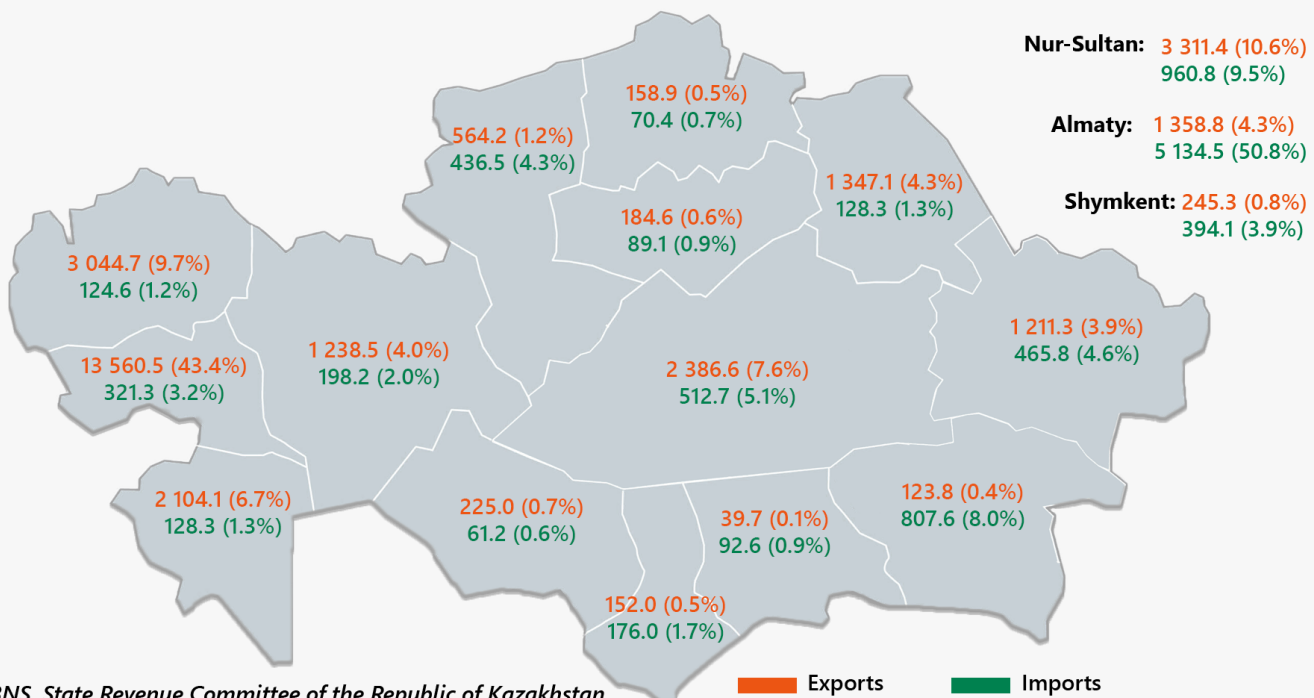 Nur-Sultan: 3 311.4 (10.6%)
960.8 (9.5%)
Almaty: 1 358.8 (4.3%)
5 134.5 (50.8%)
Shymkent: 245.3 (0.8%)
394.1 (3.9%)
158.9 (0.5%)
70.4 (0.7%)
564.2 (1.2%)
436.5 (4.3%)
1 347.1 (4.3%)
128.3 (1.3%)
184.6 (0.6%)
89.1 (0.9%)
3 044.7 (9.7%)
124.6 (1.2%)
1 211.3 (3.9%)
465.8 (4.6%)
13 560.5 (43.4%)
321.3 (3.2%)
1 238.5 (4.0%)
198.2 (2.0%)
2 386.6 (7.6%)
512.7 (5.1%)
2 104.1 (6.7%)
128.3 (1.3%)
225.0 (0.7%)
61.2 (0.6%)
39.7 (0.1%)
92.6 (0.9%)
123.8 (0.4%)
807.6 (8.0%)
152.0 (0.5%)
176.0 (1.7%)
Exports
Imports
BNS, State Revenue Committee of the Republic of Kazakhstan